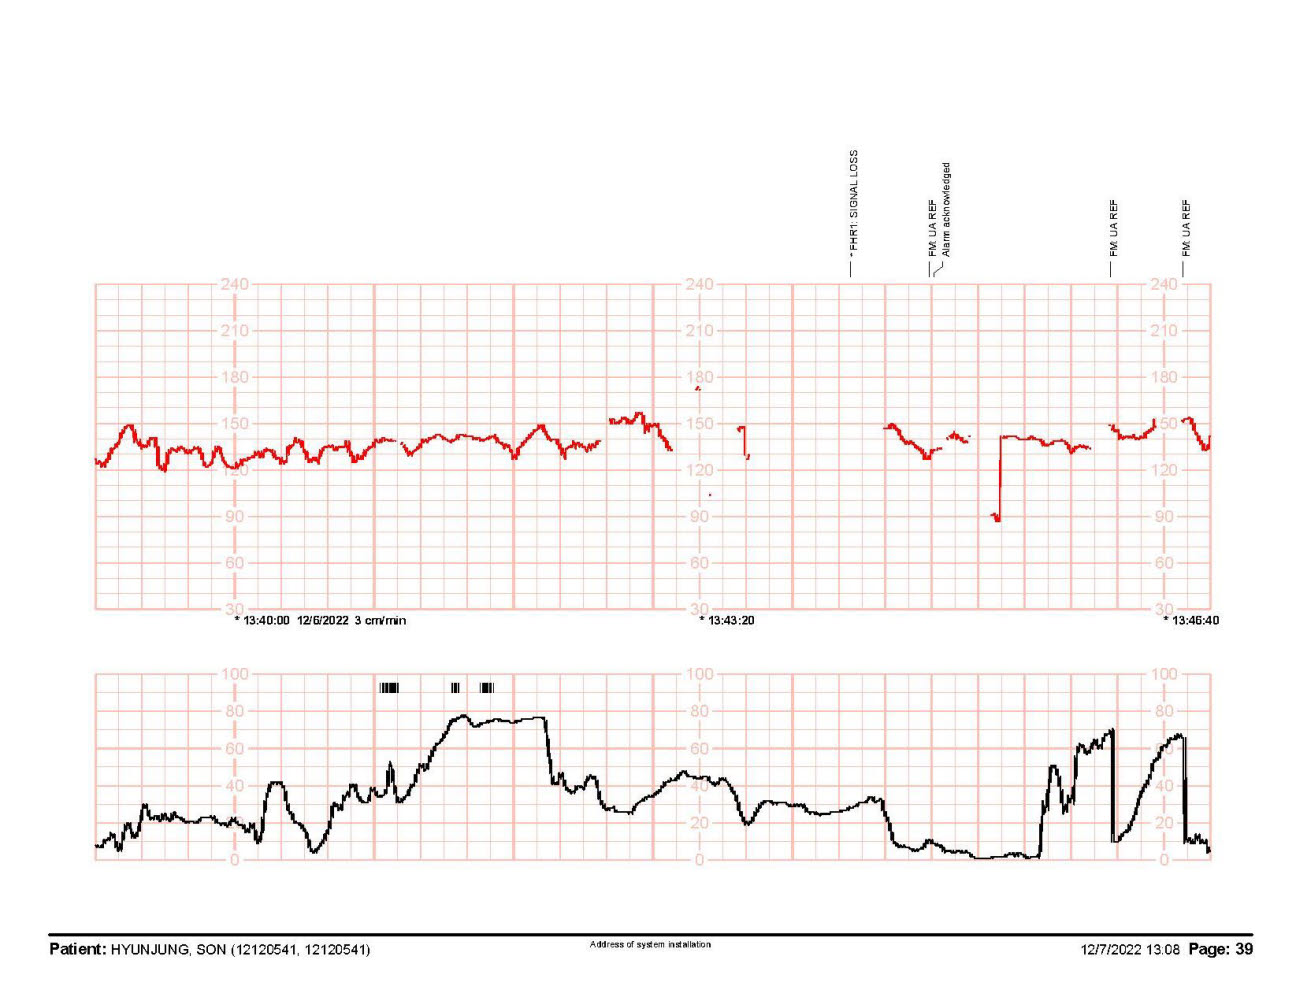 * FHR1: SIGNAL LOSS
FM: UA REF
Alarm acknowledged
FM: UA REF
FM: UA REF
240 240 240
210 210 210
180 180 180
150 150 150
120 120 120
90 90 90
60 60 60
30 30 30
* 13:40:00 12/6/2022 3 cm/min * 13:43:20 * 13:46:40
100 100 100
80 80 80
60 60 60
40 40 40
20 20 20
0 0 0
Patient: HYUNJUNG, SON (12120541, 12120541) Address of system installation 12/7/2022 13:08 Page: 39